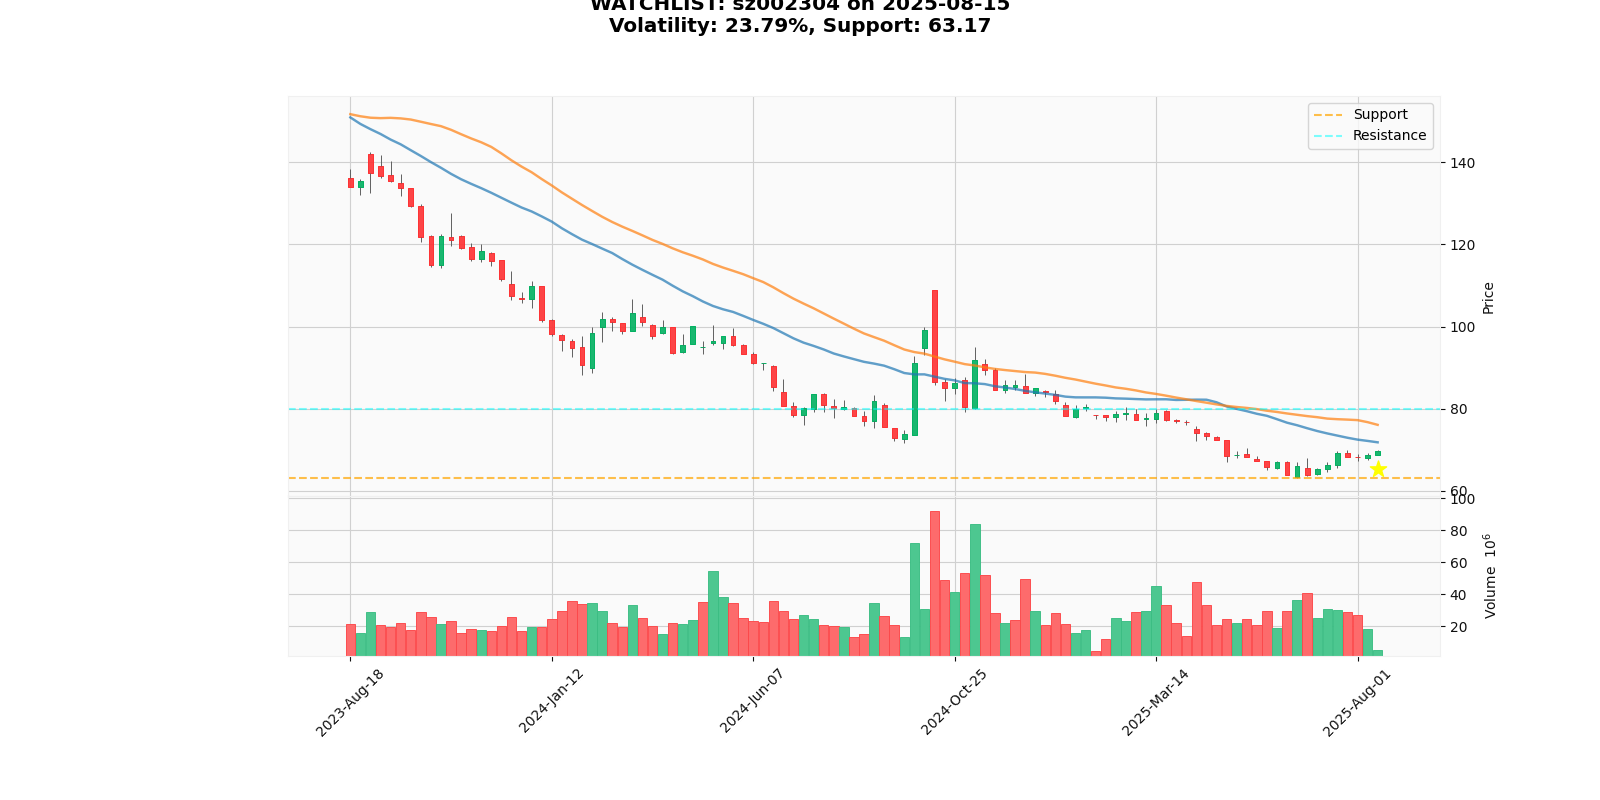 WATCHLIST: sz002304 on 2025-08-15
Volatility: 23.79%, Support: 63.17
Support
Resistance
140
120
100
80
60
Price
100
80
60
40
20
Volume 10^6
2023-Aug-18
2024-Jan-12
2024-Jun-07
2024-Oct-25
2025-Mar-14
2025-Aug-01